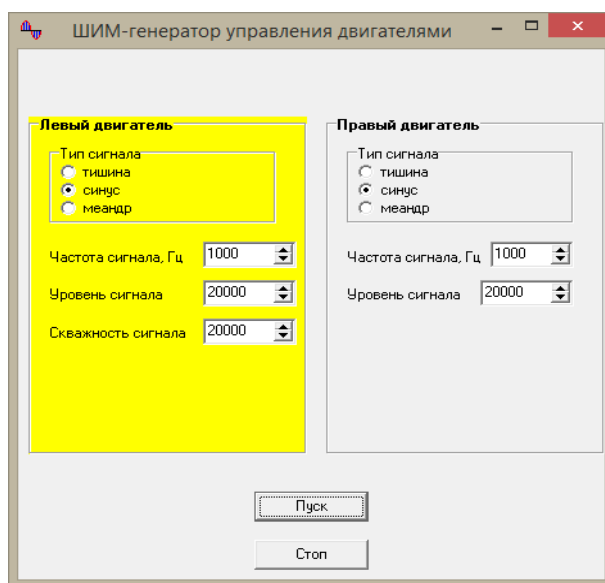 ШИМ-генератор управления двигателями
Левый двигатель
Тип сигнала
тишина
синус
меандр
Частота сигнала, Гц 1000
Уровень сигнала 20000
Скважность сигнала 20000
Правый двигатель
Тип сигнала
тишина
синус
меандр
Частота сигнала, Гц 1000
Уровень сигнала 20000
Пуск
Стоп